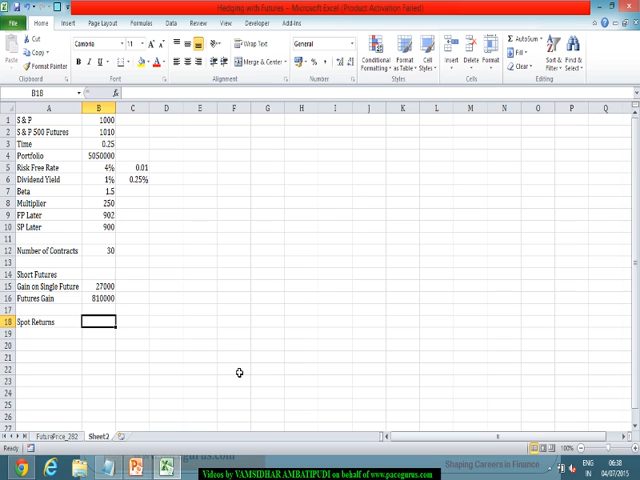 Hedging with Futures - Microsoft Excel (Product Activation Failed)
File Home Insert Page Layout Formulas Data Review View Developer Add-Ins
Cut
Copy
Format Painter
Paste
Clipboard
Cambria 11
Font
Wrap Text
Merge & Center
Alignment
General
Number
Conditional Formatting
Format as Table
Cell Styles
Styles
Insert Delete Format
Cells
AutoSum
Fill
Clear
Sort & Filter
Find & Select
Editing
B18 fx
A B C D E F G H I J K L M N O P Q
1 S & P 1000
2 S & P 500 Futures 1010
3 Time 0.25
4 Portfolio 5050000
5 Risk Free Rate 4% 0.01
6 Dividend Yield 1% 0.25%
7 Beta 1.5
8 Multiplier 250
9 FP Later 902
10 SP Later 900
11
12 Number of Contracts 30
13
14 Short Futures
15 Gain on Single Future 27000
16 Futures Gain 810000
17
18 Spot Returns
19
20
21
22
23
24
25
26
27
FuturePrice_282 Sheet2
Ready 100%
Shaping Careers in Finance
ENG
IN
06:38
04/07/2015
Videos by VAMSIDHAR AMBATIPUDI on behalf of www.pacegurus.com